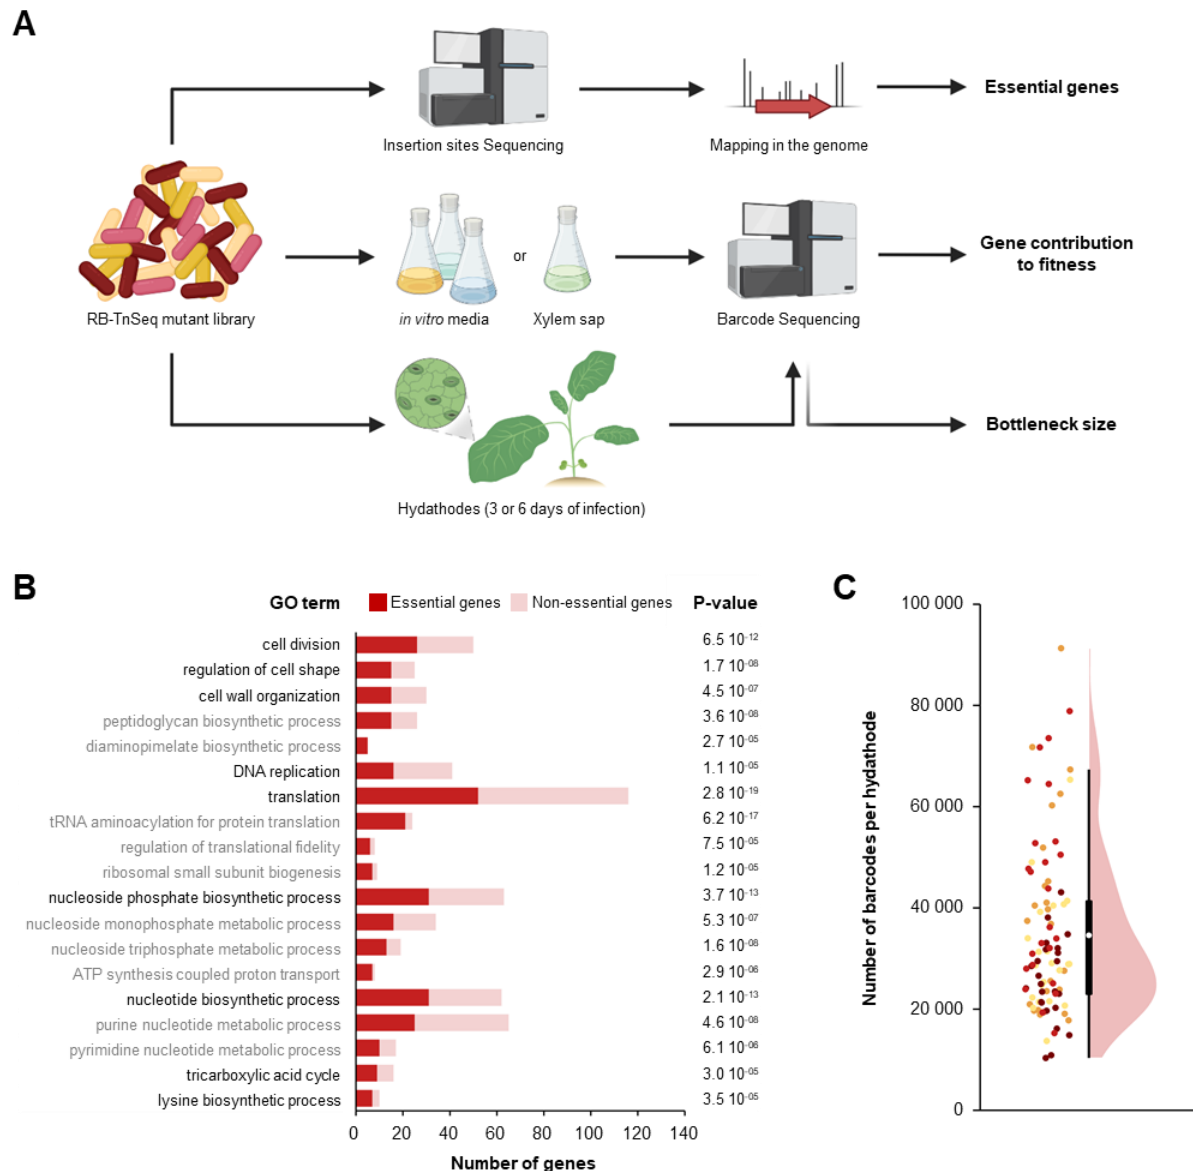 A
Insertion sites Sequencing
Mapping in the genome
Essential genes
RB-TnSeq mutant library
in vitro media
or
Xylem sap
Barcode Sequencing
Gene contribution
to fitness
Hydathodes (3 or 6 days of infection)
Bottleneck size
B
GO term
Essential genes
Non-essential genes
P-value
cell division 6.5 10⁻¹²
regulation of cell shape 1.7 10⁻⁰⁸
cell wall organization 4.5 10⁻⁰⁷
peptidoglycan biosynthetic process 3.6 10⁻⁰⁸
diaminopimelate biosynthetic process 2.7 10⁻⁰⁵
DNA replication 1.1 10⁻⁰⁵
translation 2.8 10⁻¹⁹
tRNA aminoacylation for protein translation 6.2 10⁻¹⁷
regulation of translational fidelity 7.5 10⁻⁰⁵
ribosomal small subunit biogenesis 1.2 10⁻⁰⁵
nucleoside phosphate biosynthetic process 3.7 10⁻¹³
nucleoside monophosphate metabolic process 5.3 10⁻⁰⁷
nucleoside triphosphate metabolic process 1.6 10⁻⁰⁸
ATP synthesis coupled proton transport 2.9 10⁻⁰⁶
nucleotide biosynthetic process 2.1 10⁻¹³
purine nucleotide metabolic process 4.6 10⁻⁰⁸
pyrimidine nucleotide metabolic process 6.1 10⁻⁰⁶
tricarboxylic acid cycle 3.0 10⁻⁰⁵
lysine biosynthetic process 3.5 10⁻⁰⁵
0 20 40 60 80 100 120 140
Number of genes
C
Number of barcodes per hydathode
100 000
80 000
60 000
40 000
20 000
0